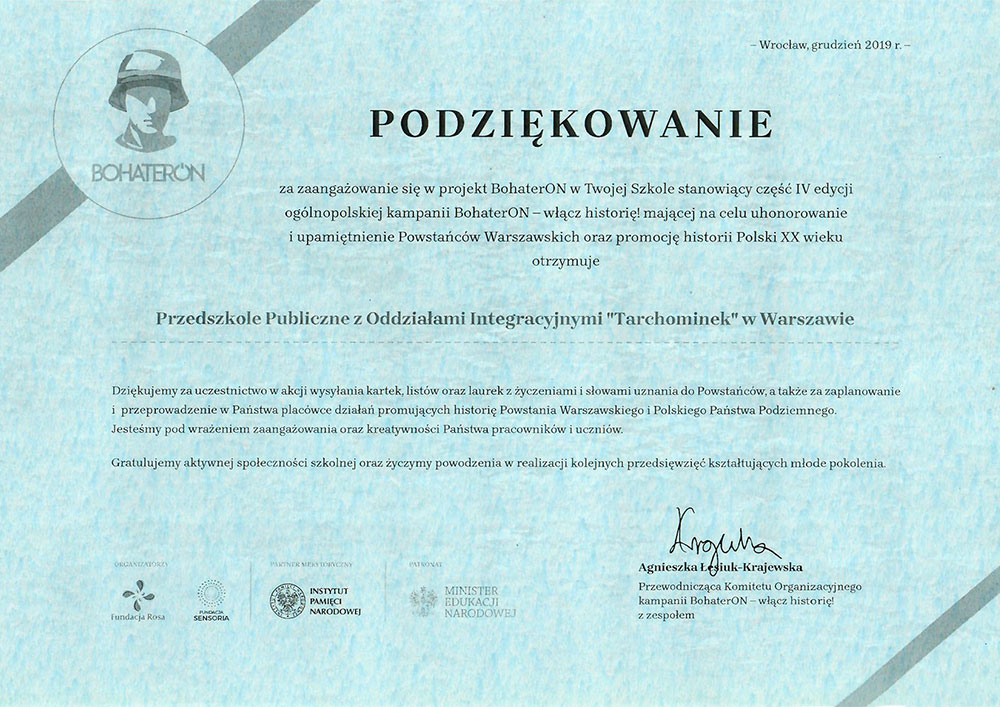 – Wrocław, grudzień 2019 r. –
BOHATERON
PODZIĘKOWANIE
za zaangażowanie się w projekt BohaterON w Twojej Szkole stanowiący część IV edycji
ogólnopolskiej kampanii BohaterON – włącz historię! mającej na celu uhonorowanie
i upamiętnienie Powstańców Warszawskich oraz promocję historii Polski XX wieku
otrzymuje
Przedszkole Publiczne z Oddziałami Integracyjnymi "Tarchominek" w Warszawie
Dziękujemy za uczestnictwo w akcji wysyłania kartek, listów oraz laurek z życzeniami i słowami uznania do Powstańców, a także za zaplanowanie
i przeprowadzenie w Państwa placówce działań promujących historię Powstania Warszawskiego i Polskiego Państwa Podziemnego.
Jesteśmy pod wrażeniem zaangażowania oraz kreatywności Państwa pracowników i uczniów.
Gratulujemy aktywnej społeczności szkolnej oraz życzymy powodzenia w realizacji kolejnych przedsięwzięć kształtujących młode pokolenia.
Agnieszka Łesiuk-Krajewska
Przewodnicząca Komitetu Organizacyjnego
kampanii BohaterON – włącz historię!
z zespołem
ORGANIZATORZY
Fundacja Rosa
FUNDACJA
SENSORIA
PARTNER MERYTORYCZNY
INSTYTUT
PAMIĘCI
NARODOWEJ
PATRONAT
MINISTER
EDUKACJI
NARODOWEJ